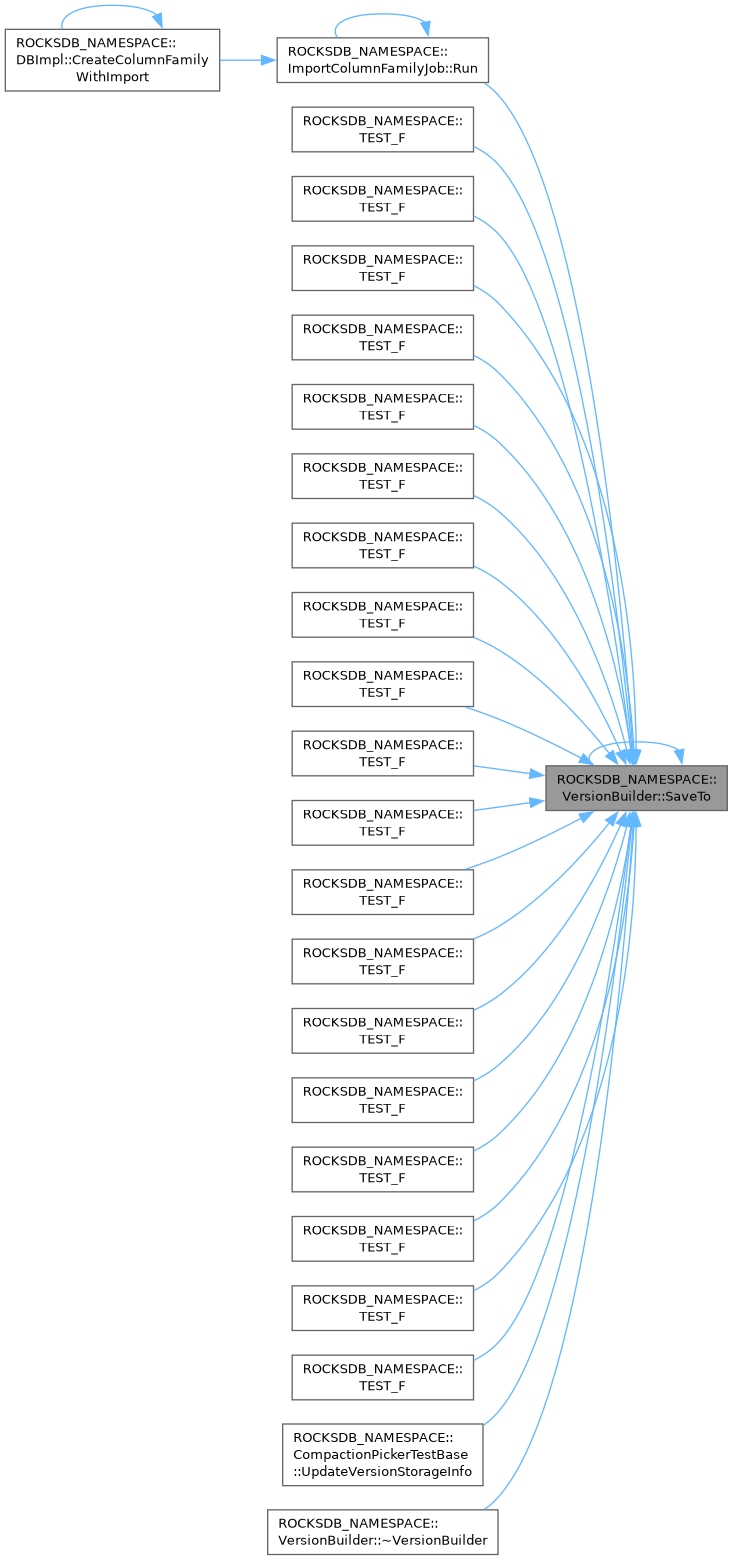 ROCKSDB_NAMESPACE::
DBImpl::CreateColumnFamily
WithImport
ROCKSDB_NAMESPACE::
ImportColumnFamilyJob::Run
ROCKSDB_NAMESPACE::
TEST_F
ROCKSDB_NAMESPACE::
TEST_F
ROCKSDB_NAMESPACE::
TEST_F
ROCKSDB_NAMESPACE::
TEST_F
ROCKSDB_NAMESPACE::
TEST_F
ROCKSDB_NAMESPACE::
TEST_F
ROCKSDB_NAMESPACE::
TEST_F
ROCKSDB_NAMESPACE::
TEST_F
ROCKSDB_NAMESPACE::
TEST_F
ROCKSDB_NAMESPACE::
TEST_F
ROCKSDB_NAMESPACE::
VersionBuilder::SaveTo
ROCKSDB_NAMESPACE::
TEST_F
ROCKSDB_NAMESPACE::
TEST_F
ROCKSDB_NAMESPACE::
TEST_F
ROCKSDB_NAMESPACE::
TEST_F
ROCKSDB_NAMESPACE::
TEST_F
ROCKSDB_NAMESPACE::
TEST_F
ROCKSDB_NAMESPACE::
TEST_F
ROCKSDB_NAMESPACE::
TEST_F
ROCKSDB_NAMESPACE::
TEST_F
ROCKSDB_NAMESPACE::
CompactionPickerTestBase
::UpdateVersionStorageInfo
ROCKSDB_NAMESPACE::
VersionBuilder::~VersionBuilder